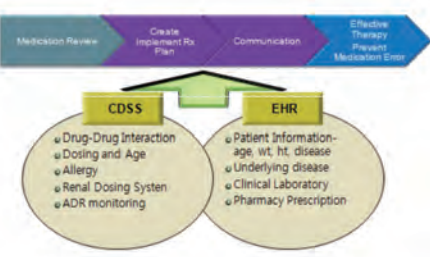 Medication Review
Create
Implement Rx
Plan
Communication
Effective
Therapy
Prevent
Medication Error
CDSS
Drug-Drug Interaction
Dosing and Age
Allergy
Renal Dosing Systen
ADR monitoring
EHR
Patient Information-
age, wt, ht, disease
Underlying disease
Clinical Laboratory
Pharmacy Prescription